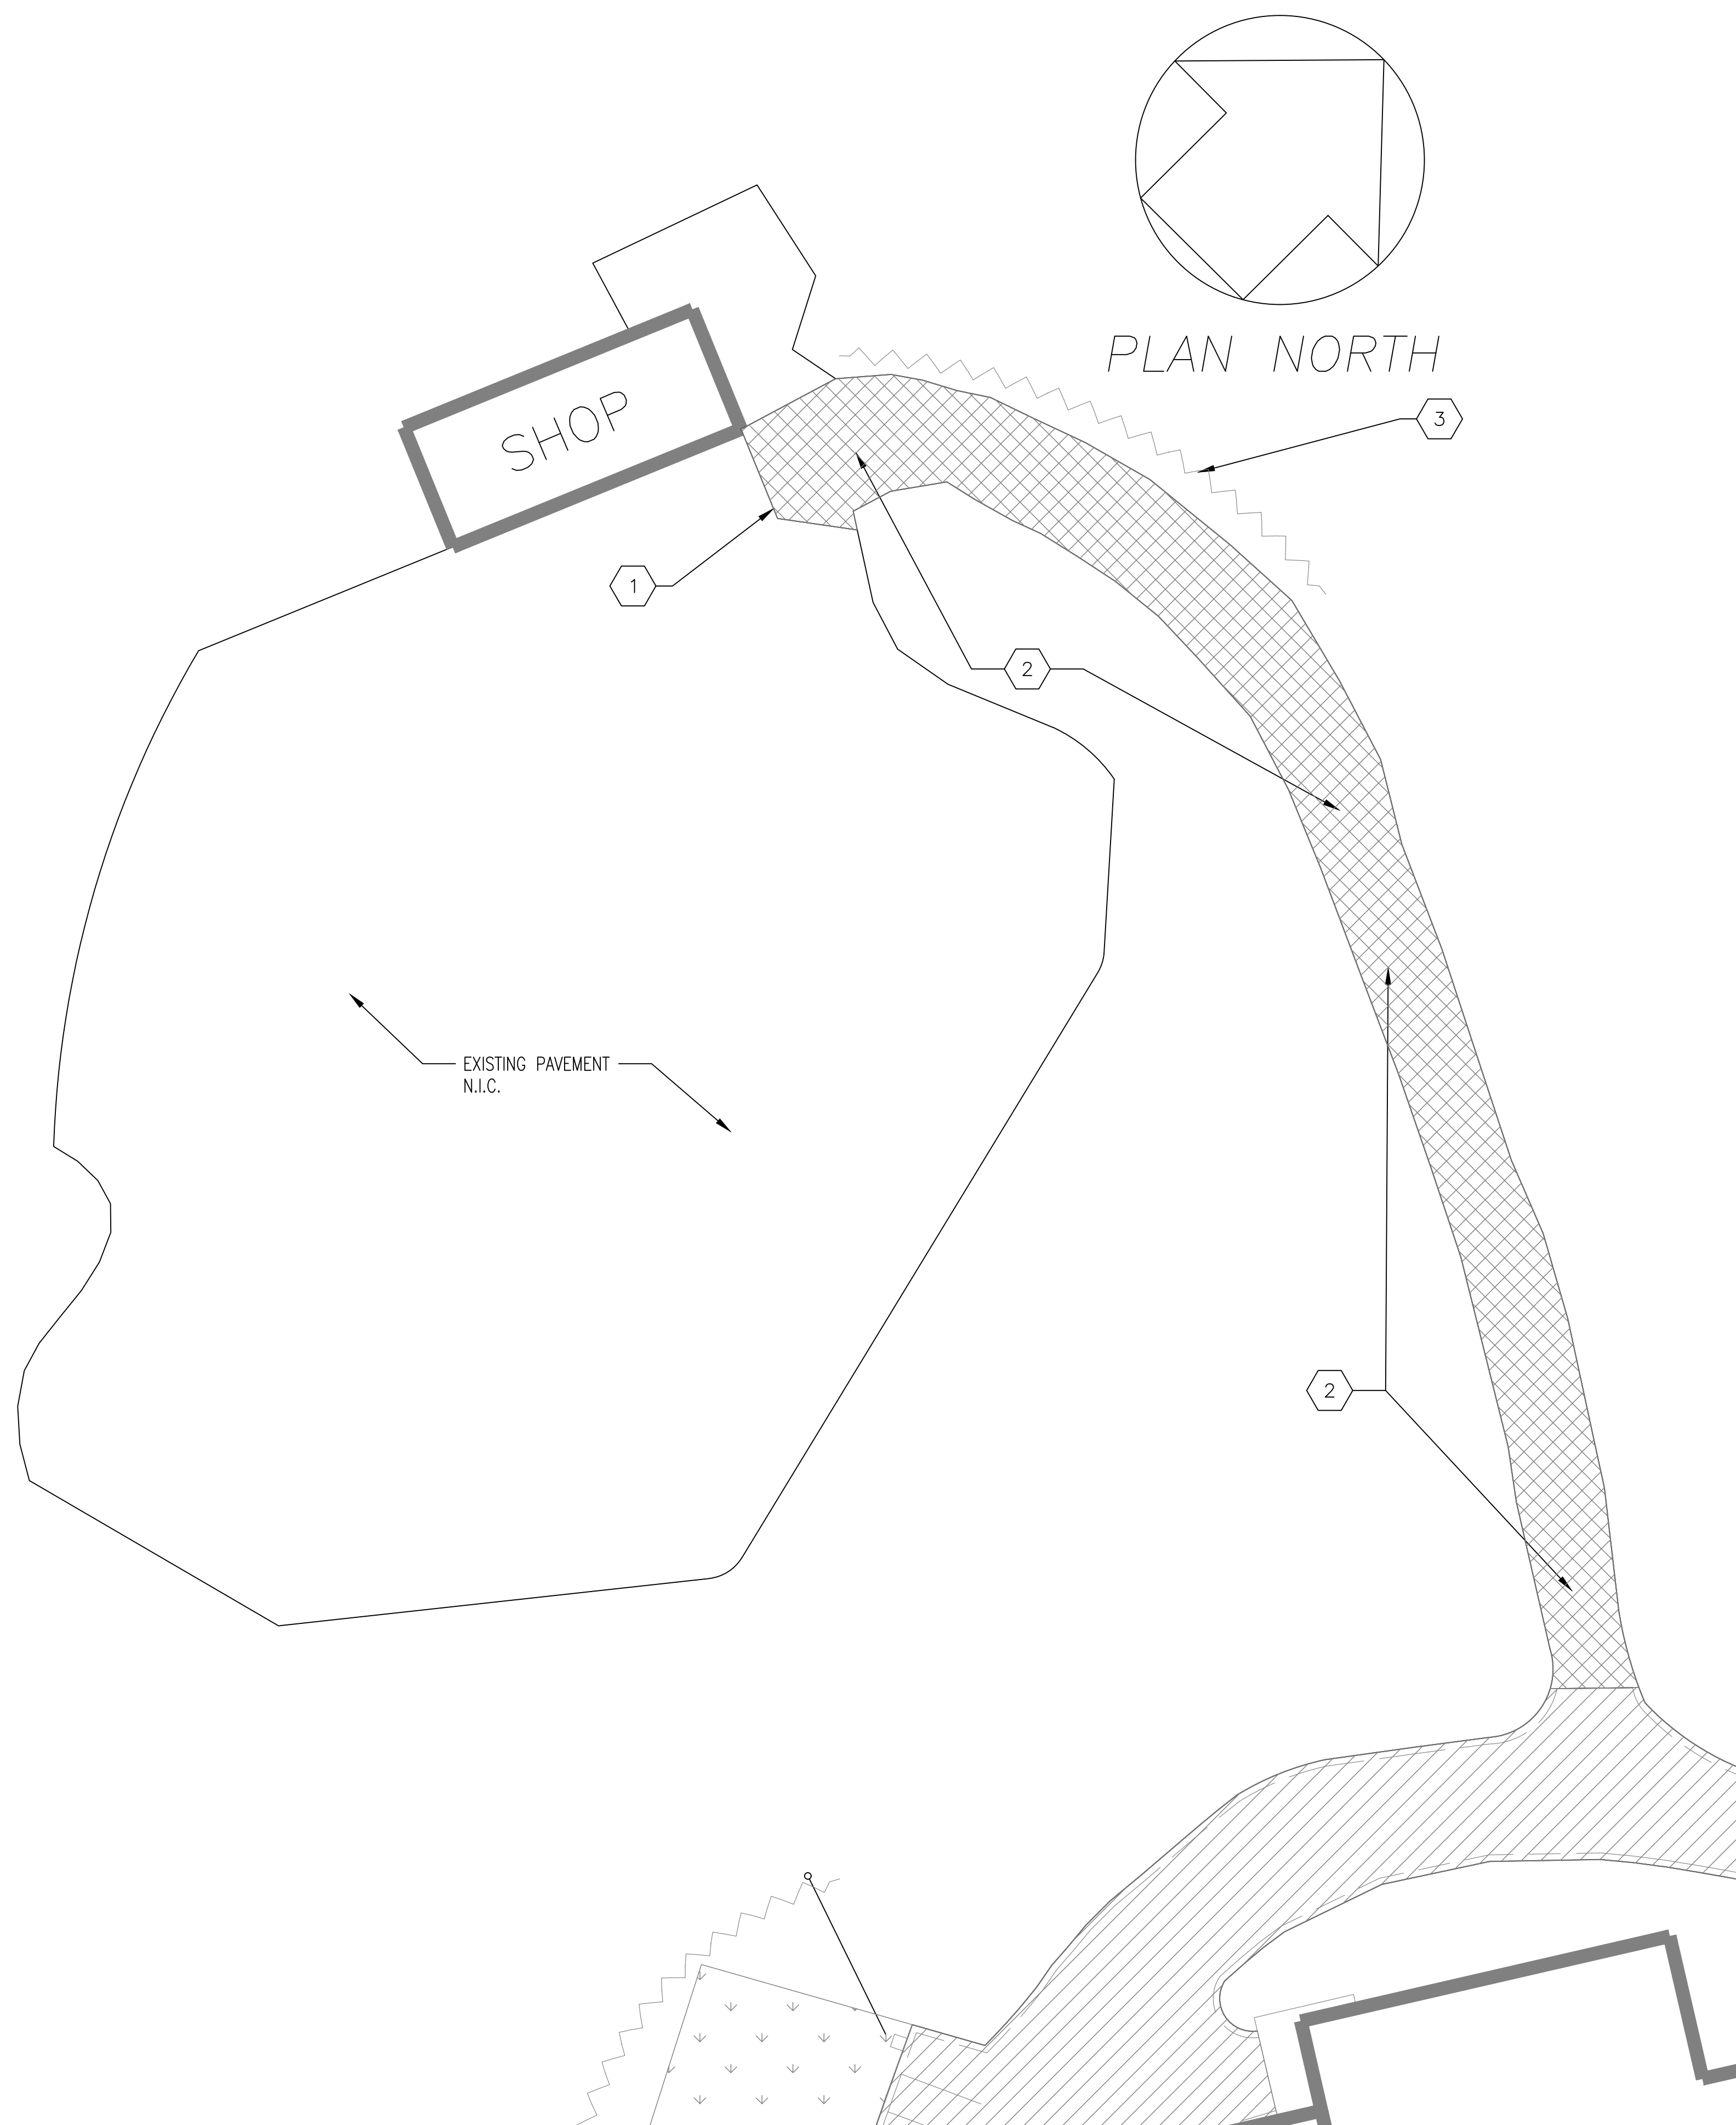 PLAN NORTH
SHOP
3
1
2
EXISTING PAVEMENT
N.I.C.
2